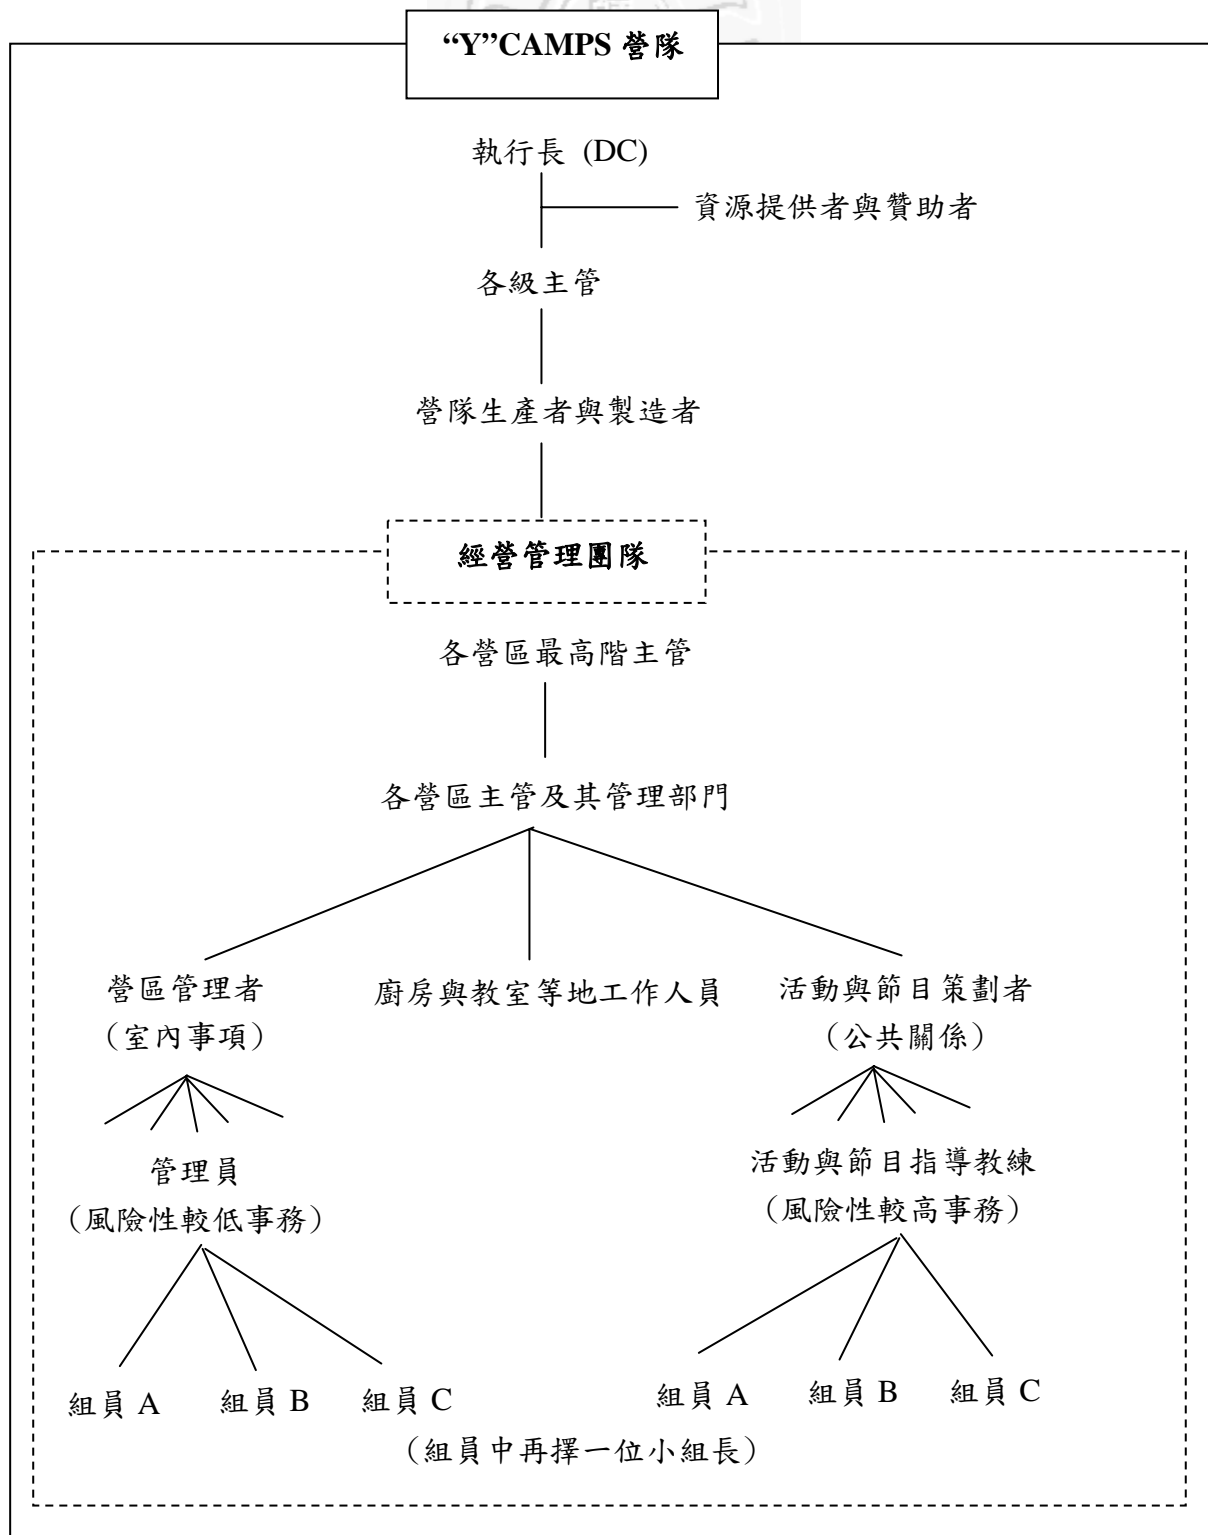 “Y”CAMPS 營隊
執行長 (DC)
資源提供者與贊助者
各級主管
營隊生產者與製造者
經營管理團隊
各營區最高階主管
各營區主管及其管理部門
營區管理者
（室內事項）
廚房與教室等地工作人員
活動與節目策劃者
（公共關係）
管理員
（風險性較低事務）
活動與節目指導教練
（風險性較高事務）
組員 A 組員 B 組員 C
組員 A 組員 B 組員 C
（組員中再擇一位小組長）